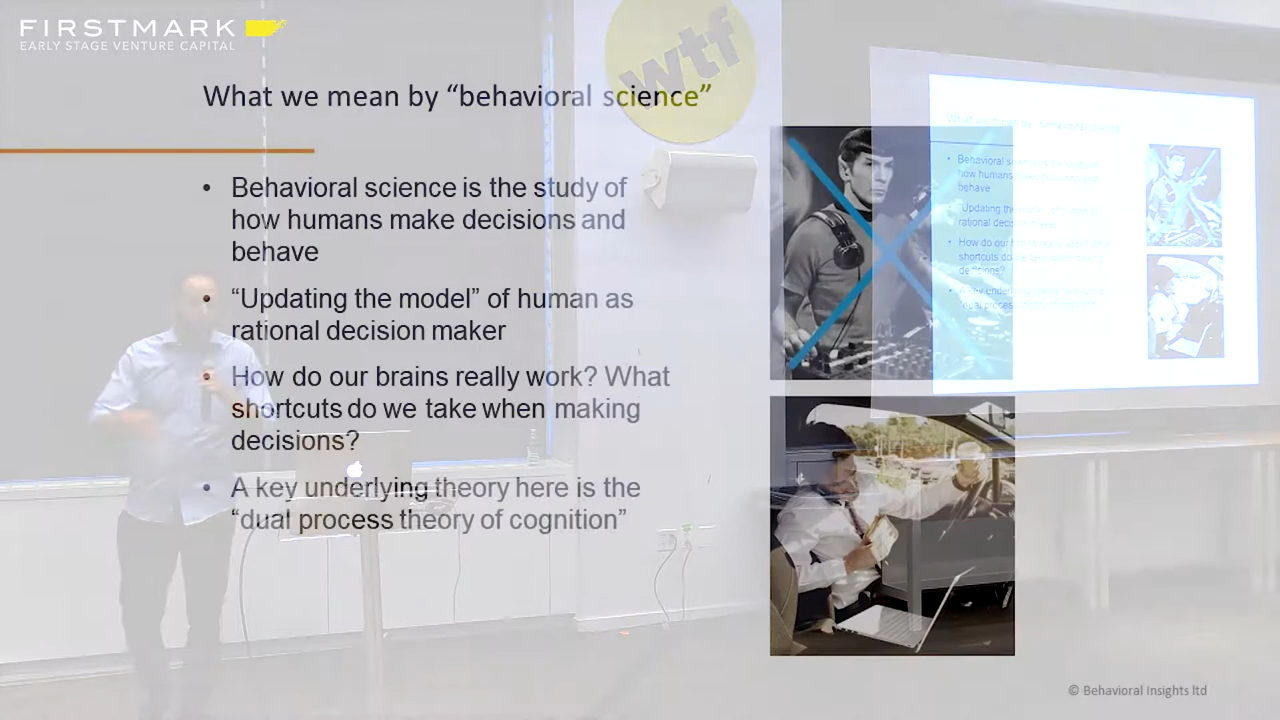 FIRSTMARK
EARLY STAGE VENTURE CAPITAL
wtf
What we mean by “behavioral science”
• Behavioral science is the study of
how humans make decisions and
behave
• “Updating the model” of human as
rational decision maker
• How do our brains really work? What
shortcuts do we take when making
decisions?
• A key underlying theory here is the
“dual process theory of cognition”
© Behavioral Insights ltd